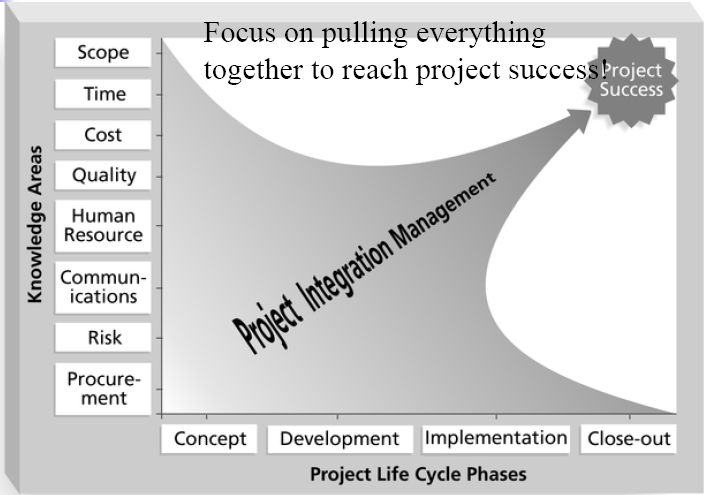 Focus on pulling everything
together to reach project success!
Project
Success
Knowledge Areas
Scope
Time
Cost
Quality
Human
Resource
Commun-
ications
Risk
Procure-
ment
Project Integration Management
Concept
Development
Implementation
Close-out
Project Life Cycle Phases